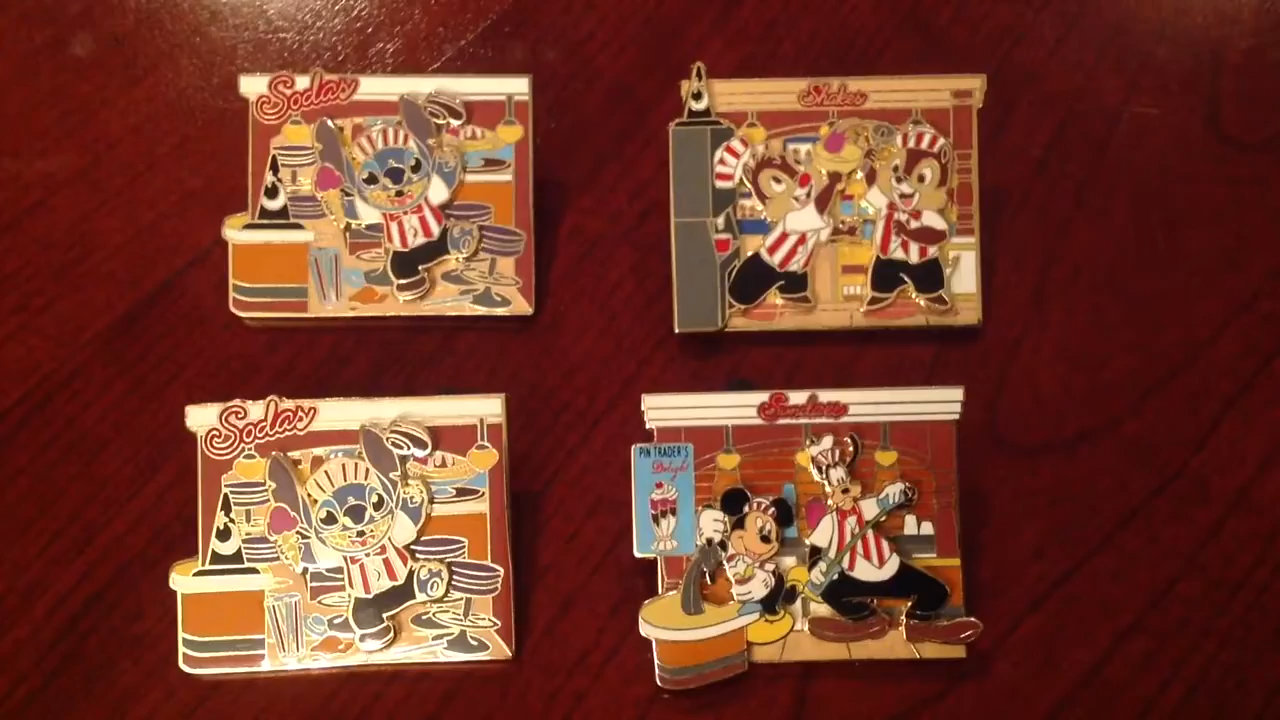 Sodas
Shakes
Sodas
Sundaes
PIN TRADER'S
Delight